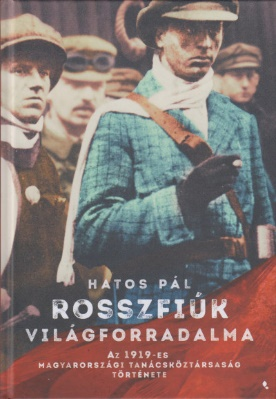 HATOS PÁL
ROSSZFIÚK
VILÁGFORRADALMA
AZ 1919-ES
MAGYARORSZÁGI TANÁCSKÖZTÁRSASÁG
TÖRTÉNETE